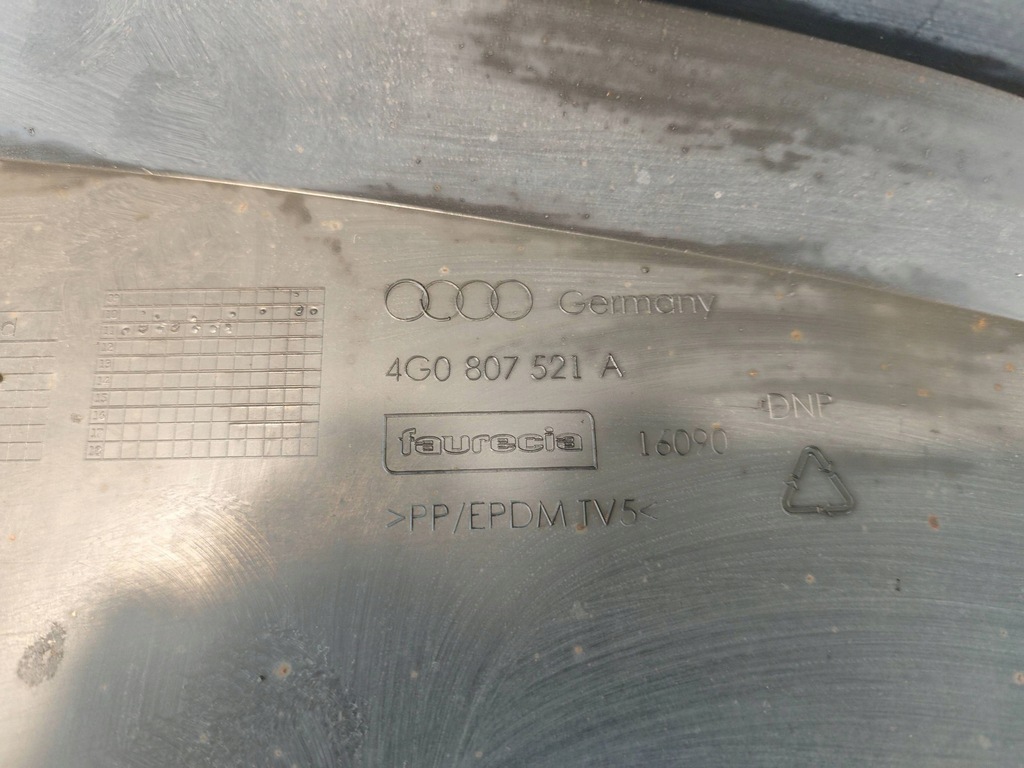 Germany
4G0 807 521 A
DNP
faurecia
16090
>PP/EPDM TV5<